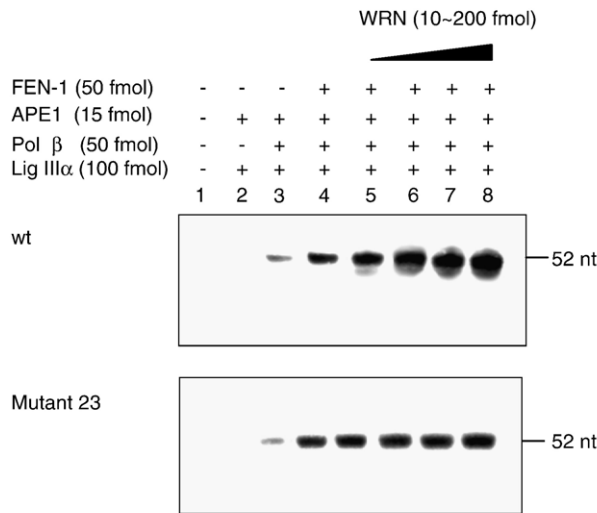 WRN (10~200 fmol)
FEN-1 (50 fmol) - - - + + + + +
APE1 (15 fmol) - + + + + + + +
Pol β (50 fmol) - - + + + + + +
Lig IIIα (100 fmol) - + + + + + + +
1 2 3 4 5 6 7 8
wt
52 nt
Mutant 23
52 nt